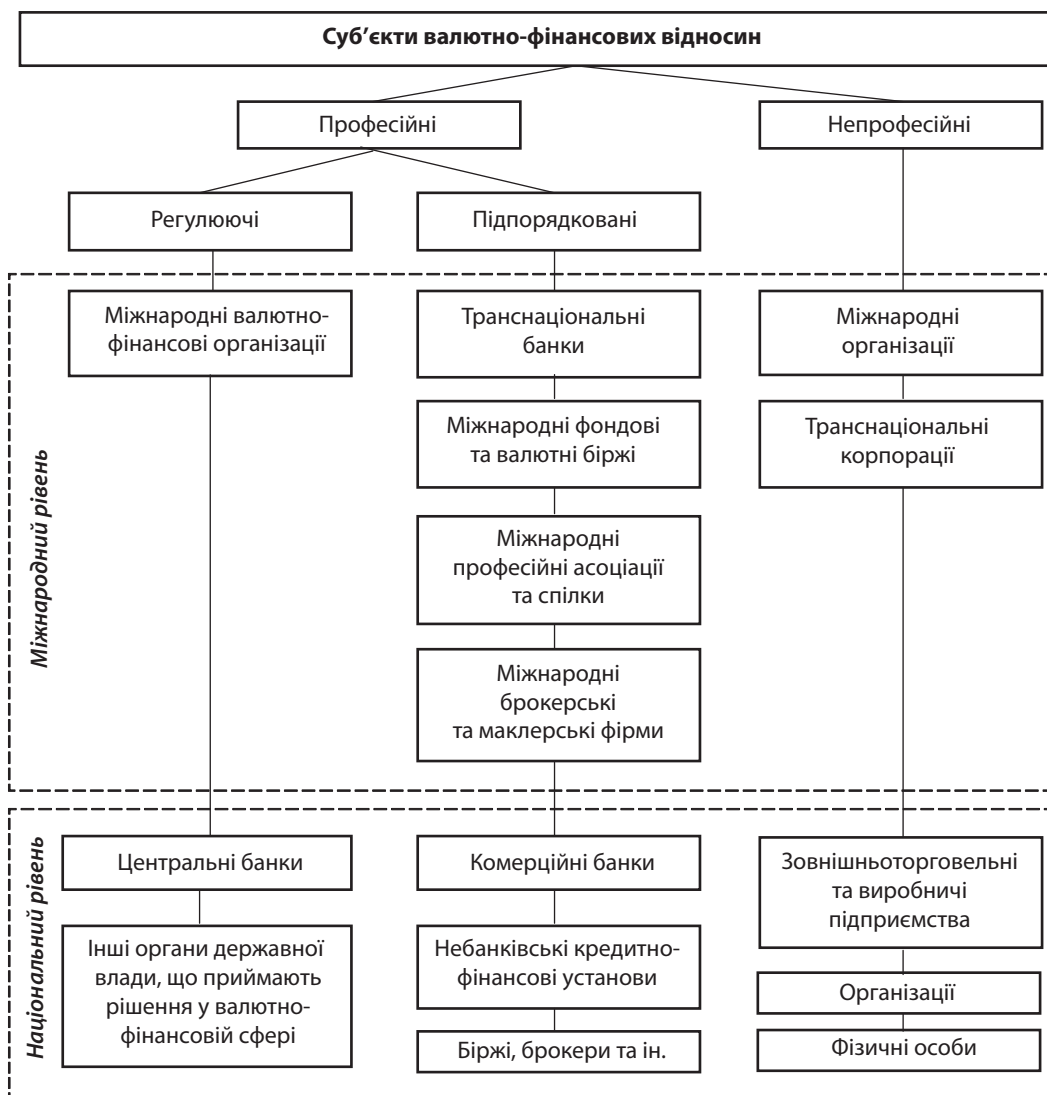 Суб’єкти валютно-фінансових відносин
Професійні
Непрофесійні
Регулюючі
Підпорядковані
Міжнародний рівень
Міжнародні валютно-
фінансові організації
Транснаціональні
банки
Міжнародні
організації
Міжнародні фондові
та валютні біржі
Транснаціональні
корпорації
Міжнародні
професійні асоціації
та спілки
Міжнародні
брокерські
та маклерські фірми
Національний рівень
Центральні банки
Комерційні банки
Зовнішньоторговельні
та виробничі
підприємства
Інші органи державної
влади, що приймають
рішення у валютно-
фінансовій сфері
Небанківські кредитно-
фінансові установи
Організації
Біржі, брокери та ін.
Фізичні особи